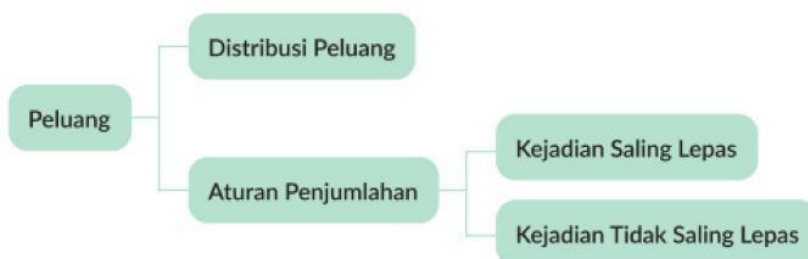 Peluang
Distribusi Peluang
Aturan Penjumlahan
Kejadian Saling Lepas
Kejadian Tidak Saling Lepas